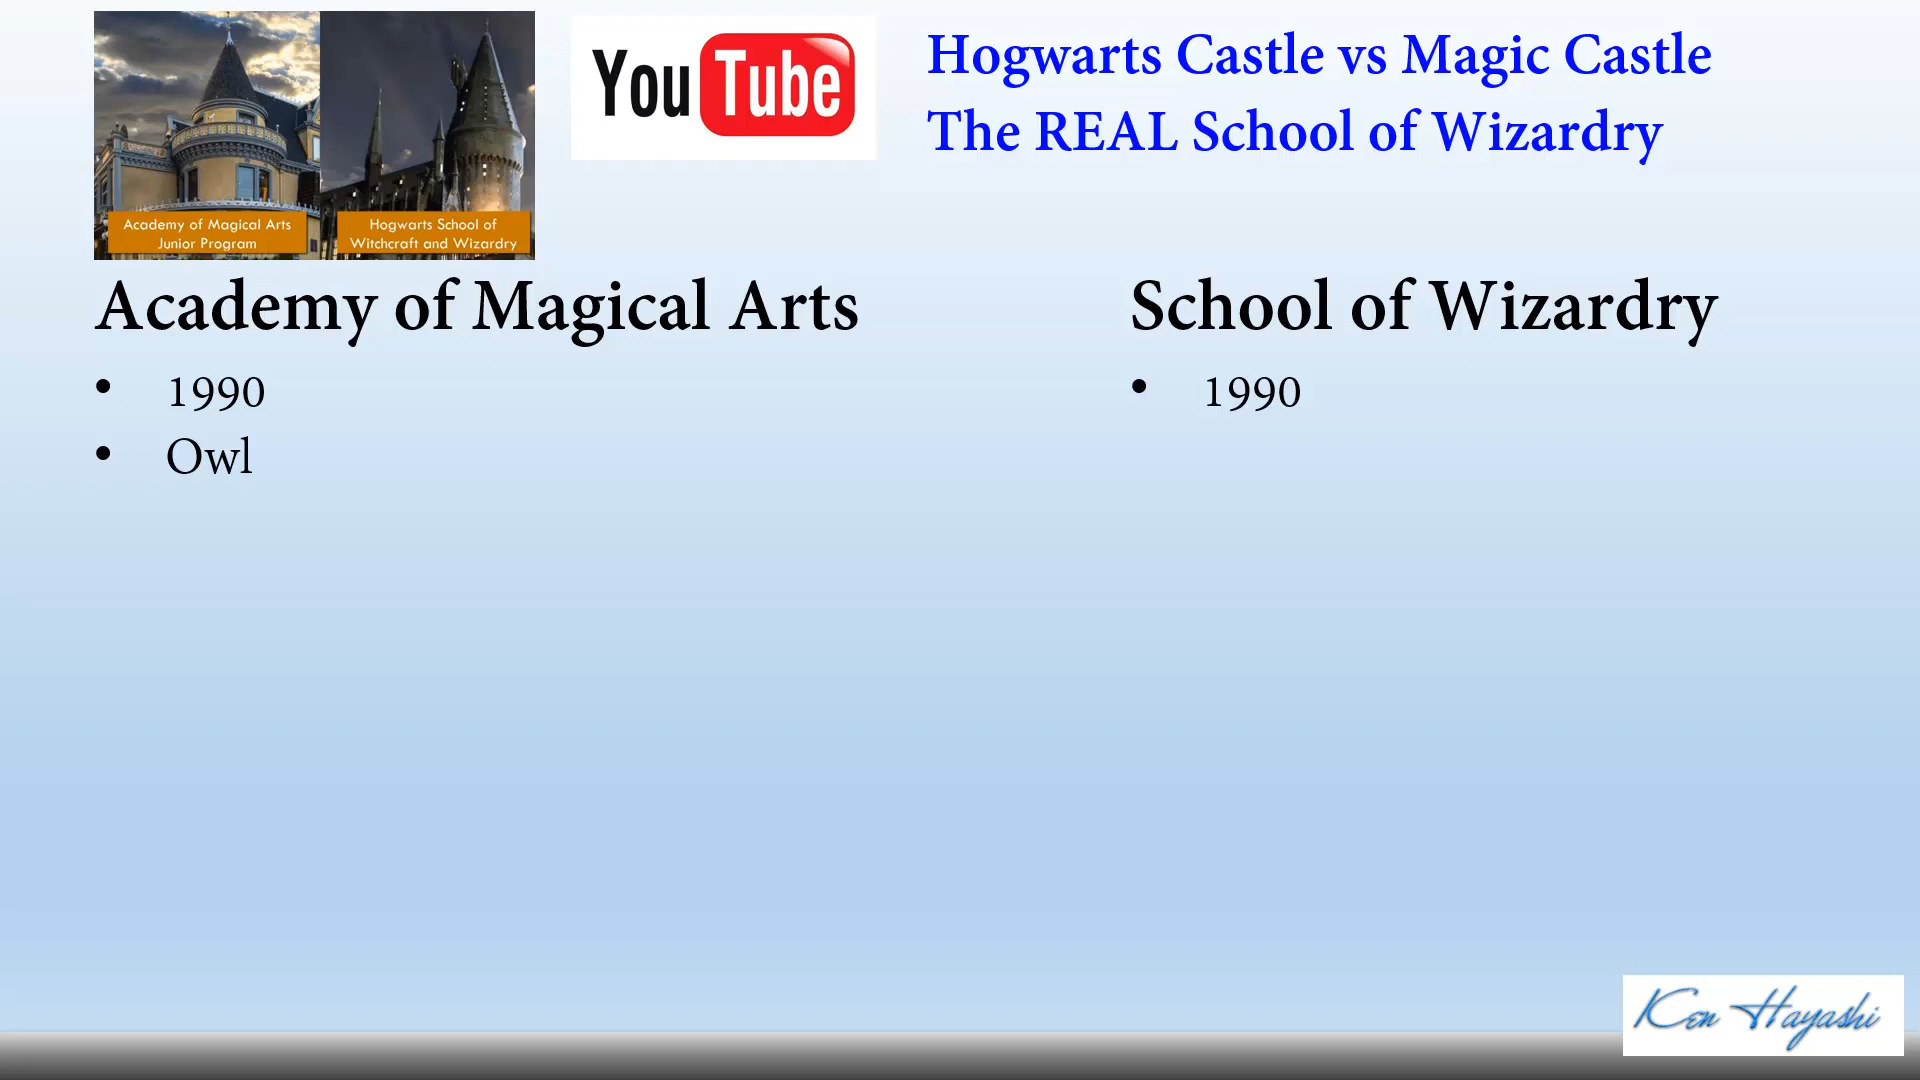 Academy of Magical Arts
Junior Program
Hogwarts School of
Witchcraft and Wizardry
YouTube
Hogwarts Castle vs Magic Castle
The REAL School of Wizardry
Academy of Magical Arts
• 1990
• Owl
School of Wizardry
• 1990
Ken Hayashi